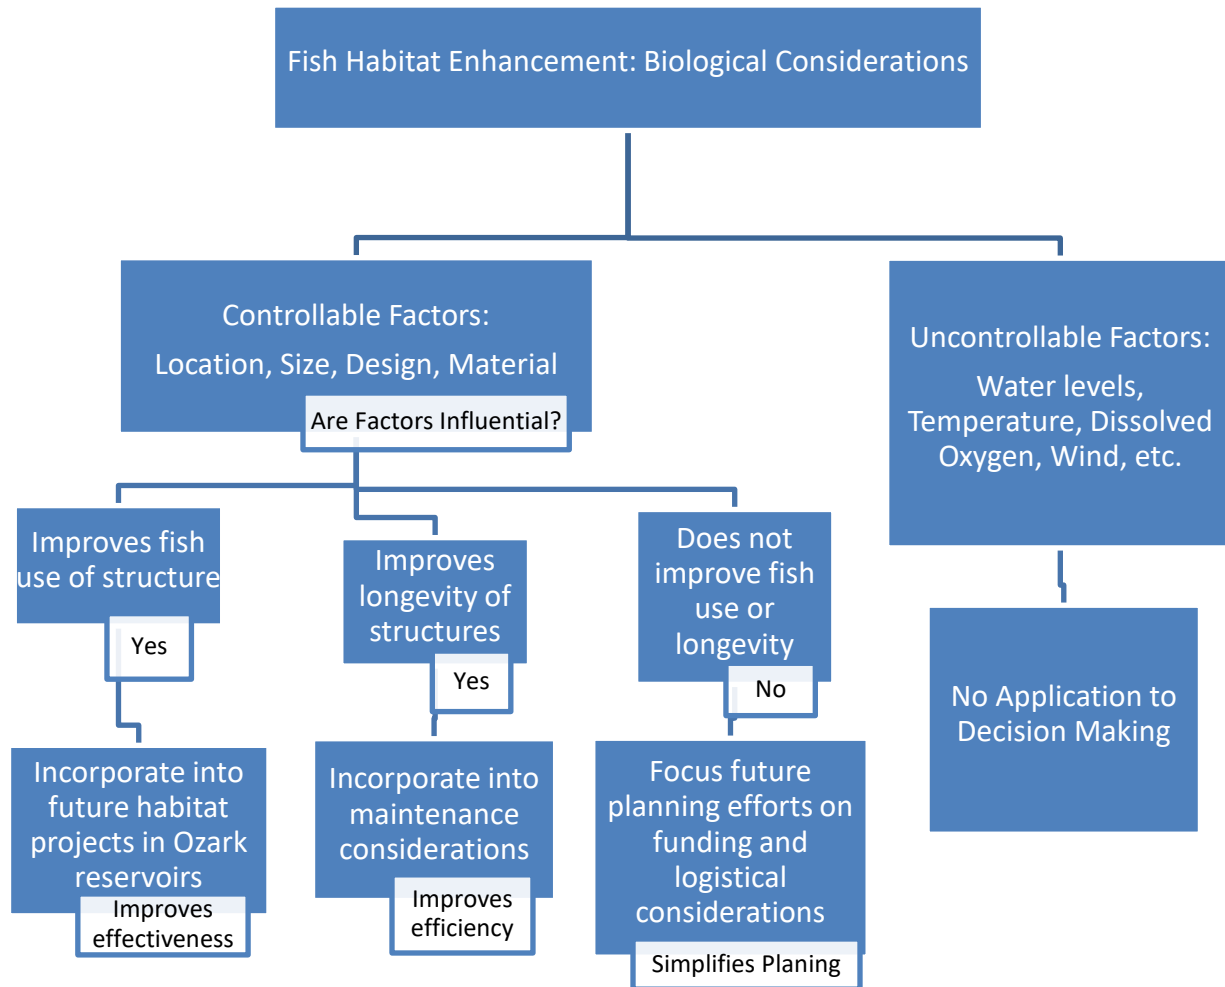 Fish Habitat Enhancement: Biological Considerations
Controllable Factors:
Location, Size, Design, Material
Are Factors Influential?
Uncontrollable Factors:
Water levels,
Temperature, Dissolved
Oxygen, Wind, etc.
Improves fish
use of structure
Yes
Improves
longevity of
structures
Yes
Does not
improve fish
use or
longevity
No
No Application to
Decision Making
Incorporate into
future habitat
projects in Ozark
reservoirs
Improves
effectiveness
Incorporate into
maintenance
considerations
Improves
efficiency
Focus future
planning efforts on
funding and
logistical
considerations
Simplifies Planing